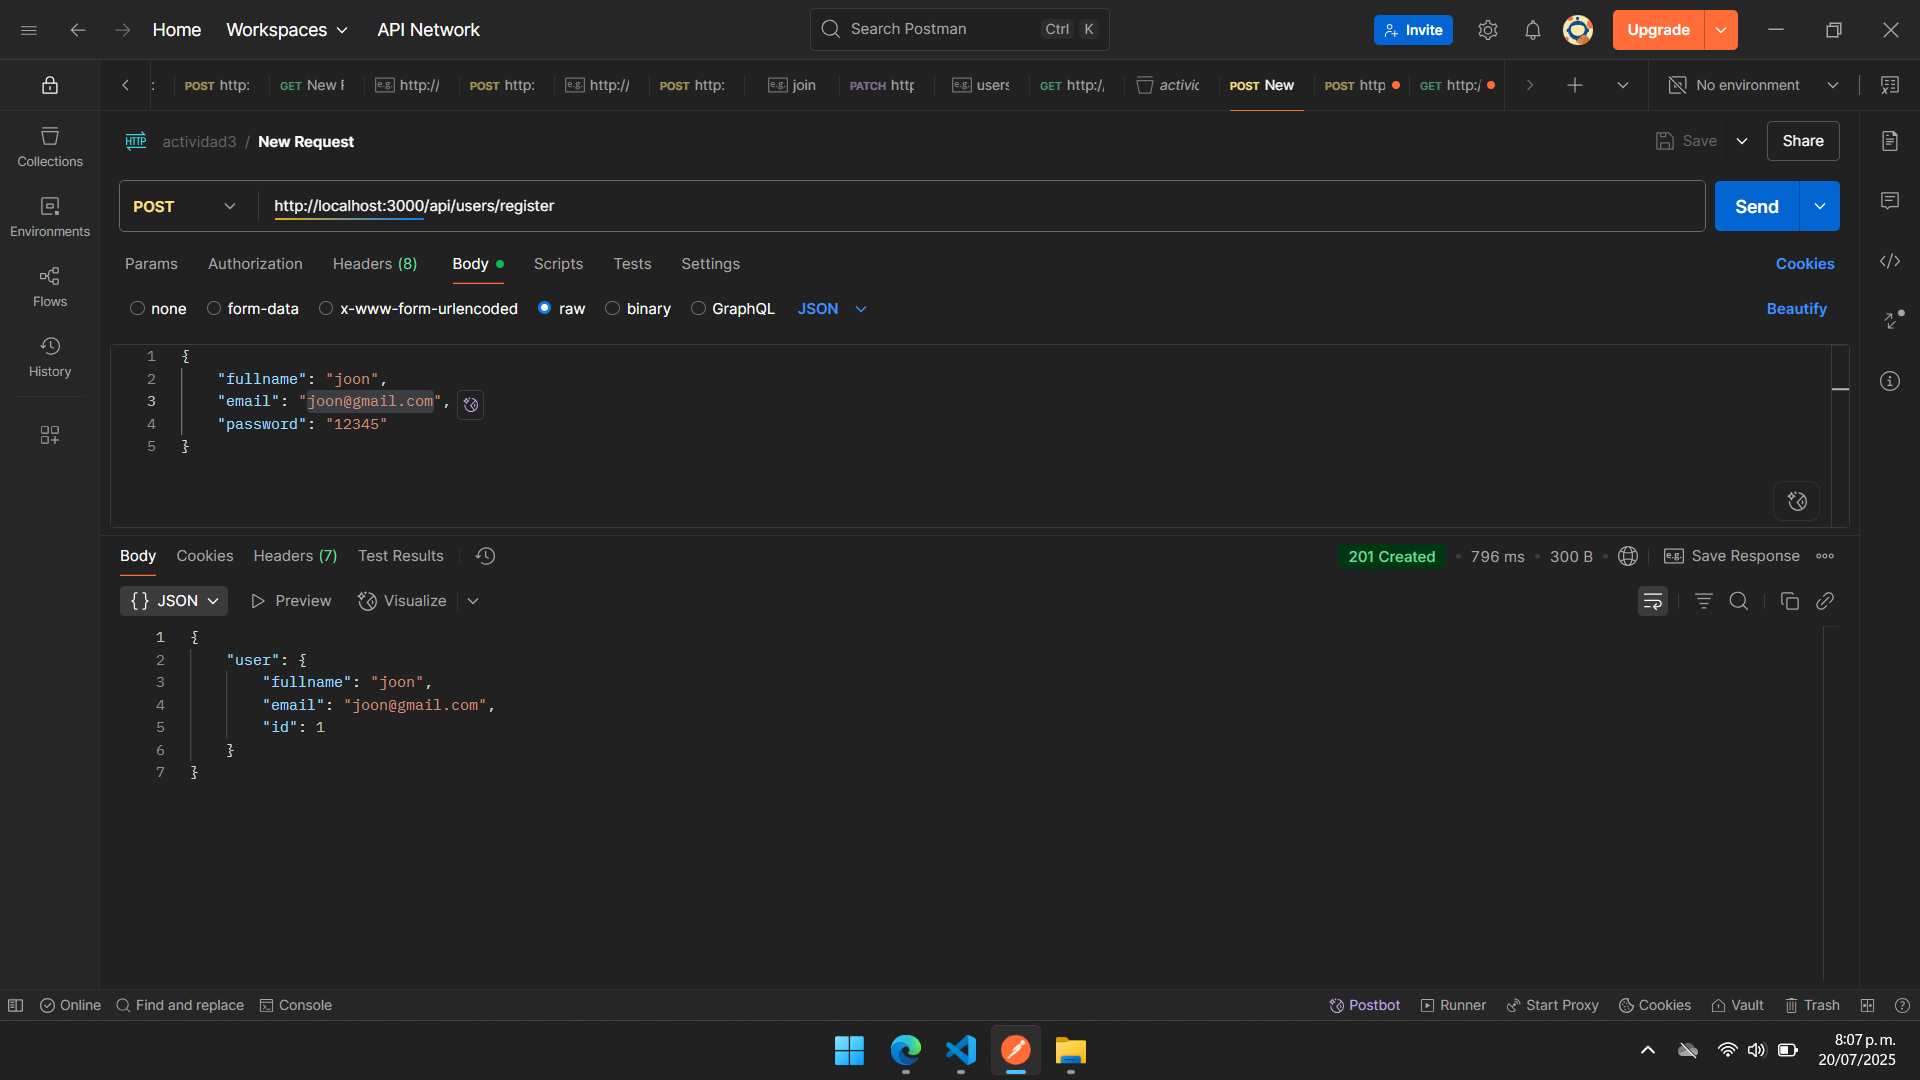 Home Workspaces API Network Search Postman Ctrl K Invite Upgrade
POST http: GET New e.g. http:// POST http: e.g. http:// POST http: e.g. join PATCH e.g. users GET http:/ POST New POST http GET http:/ No environment
HTTP actividad3 / New Request Save Share
Collections
Environments
Flows
History
POST http://localhost:3000/api/users/register Send
Params Authorization Headers (8) Body Scripts Tests Settings Cookies
none form-data x-www-form-urlencoded raw binary GraphQL JSON Beautify
1 {
2 "fullname": "joon",
3 "email": "joon@gmail.com",
4 "password": "12345"
5 }
Body Cookies Headers (7) Test Results 201 Created • 796 ms • 300 B • e.g. Save Response
{} JSON Preview Visualize
1 {
2 "user": {
3 "fullname": "joon",
4 "email": "joon@gmail.com",
5 "id": 1
6 }
7 }
Online Find and replace Console Postbot Runner Start Proxy Cookies Vault Trash
8:07 p. m.
20/07/2025